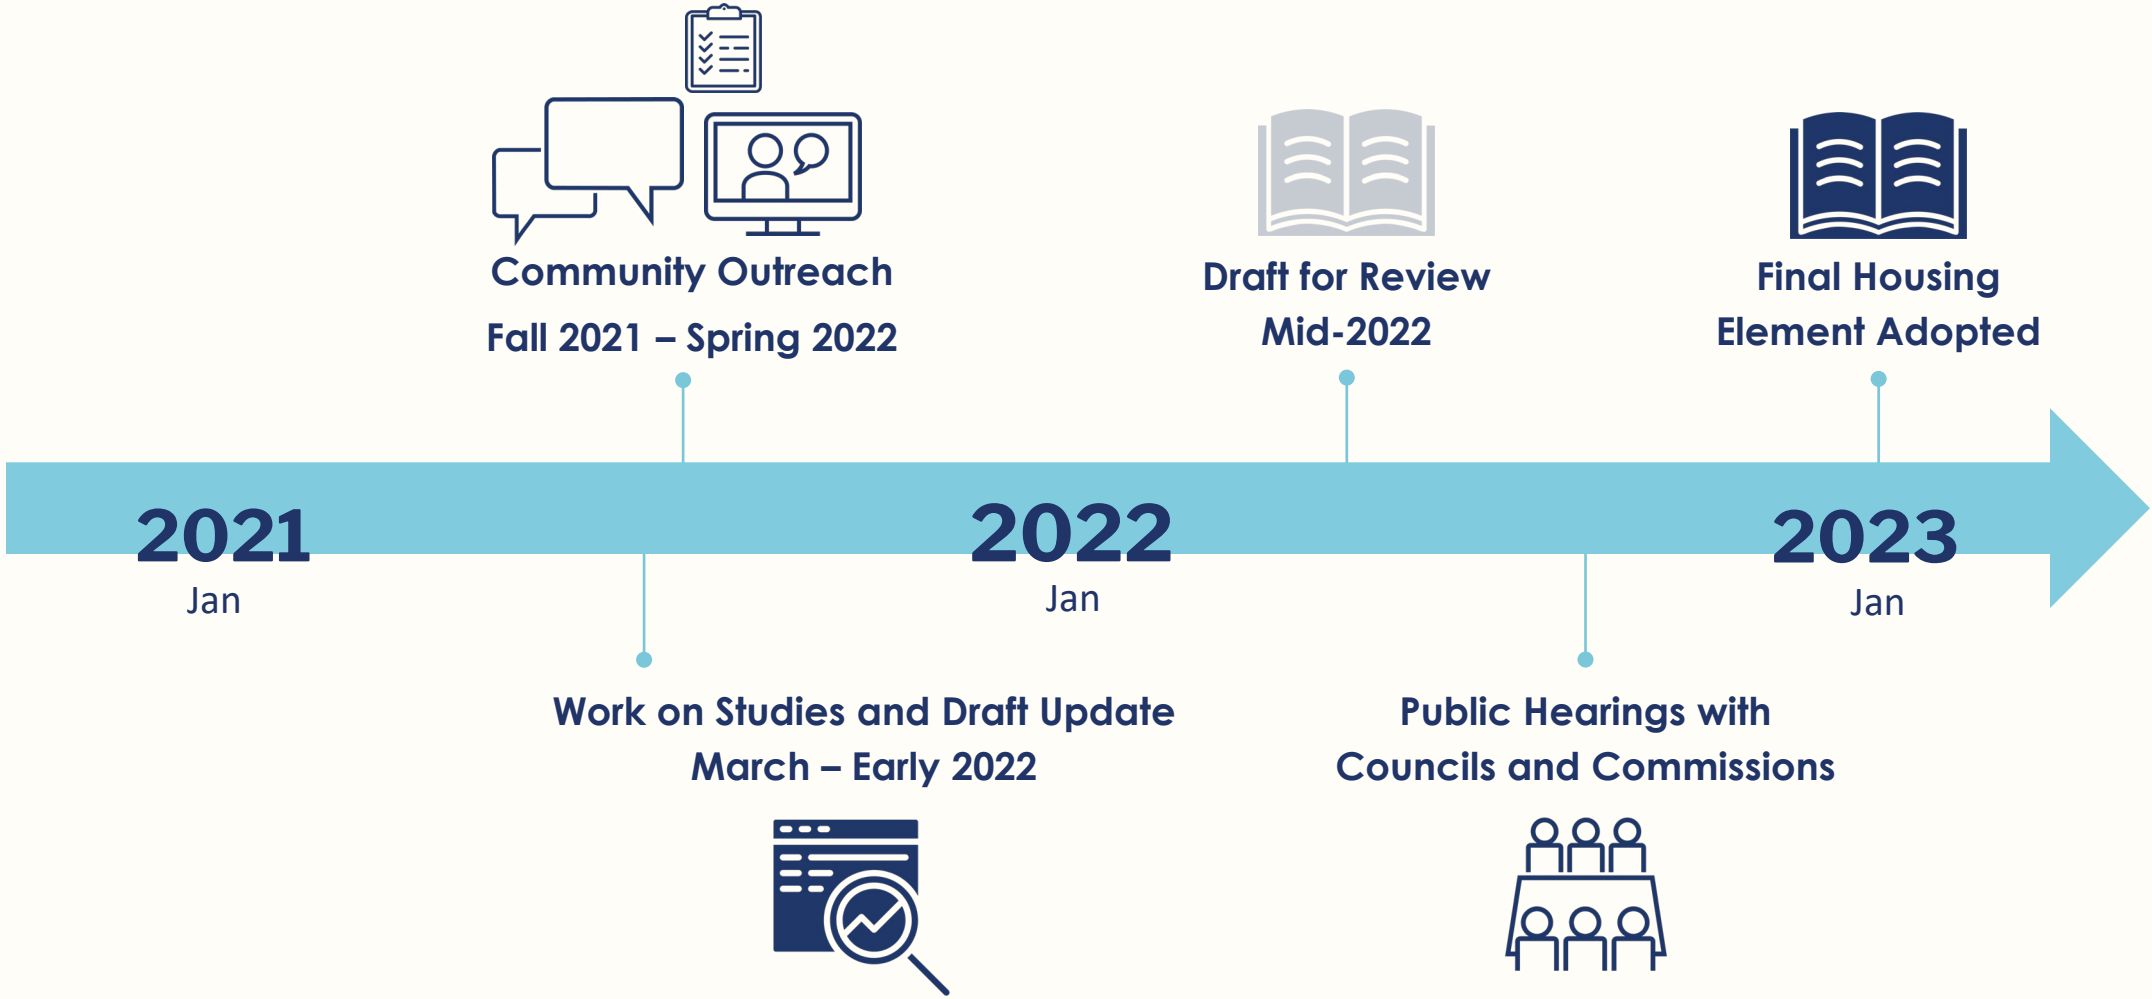 Community Outreach
Fall 2021 – Spring 2022
Draft for Review
Mid-2022
Final Housing
Element Adopted
2021
Jan
2022
Jan
2023
Jan
Work on Studies and Draft Update
March – Early 2022
Public Hearings with
Councils and Commissions